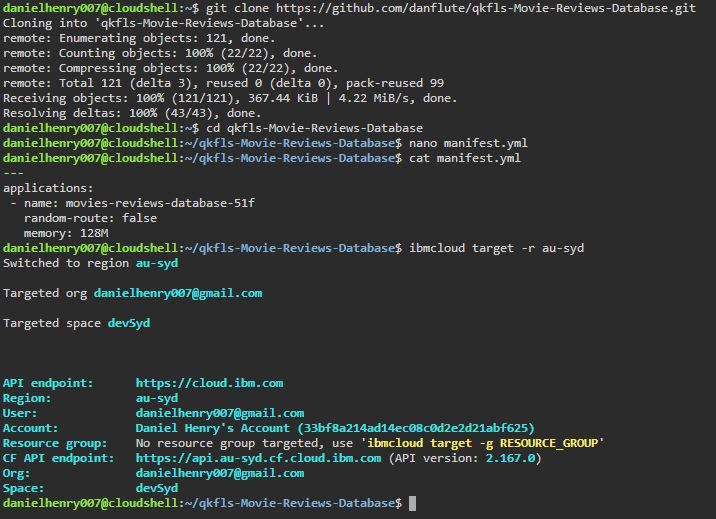 danielhenry007@cloudshell:~$ git clone https://github.com/danflute/qkfls-Movie-Reviews-Database.git
Cloning into 'qkfls-Movie-Reviews-Database'...
remote: Enumerating objects: 121, done.
remote: Counting objects: 100% (22/22), done.
remote: Compressing objects: 100% (22/22), done.
remote: Total 121 (delta 3), reused 0 (delta 0), pack-reused 99
Receiving objects: 100% (121/121), 367.44 KiB | 4.22 MiB/s, done.
Resolving deltas: 100% (43/43), done.
danielhenry007@cloudshell:~$ cd qkfls-Movie-Reviews-Database
danielhenry007@cloudshell:~/qkfls-Movie-Reviews-Database$ nano manifest.yml
danielhenry007@cloudshell:~/qkfls-Movie-Reviews-Database$ cat manifest.yml
---
applications:
 - name: movies-reviews-database-51f
   random-route: false
   memory: 128M
danielhenry007@cloudshell:~/qkfls-Movie-Reviews-Database$ ibmcloud target -r au-syd
Switched to region au-syd
Targeted org danielhenry007@gmail.com
Targeted space devSyd
API endpoint:      https://cloud.ibm.com
Region:            au-syd
User:              danielhenry007@gmail.com
Account:           Daniel Henry's Account (33bf8a214ad14ec08c0d2e2d21abf625)
Resource group:    No resource group targeted, use 'ibmcloud target -g RESOURCE_GROUP'
CF API endpoint:   https://api.au-syd.cf.cloud.ibm.com (API version: 2.167.0)
Org:               danielhenry007@gmail.com
Space:             devSyd
danielhenry007@cloudshell:~/qkfls-Movie-Reviews-Database$